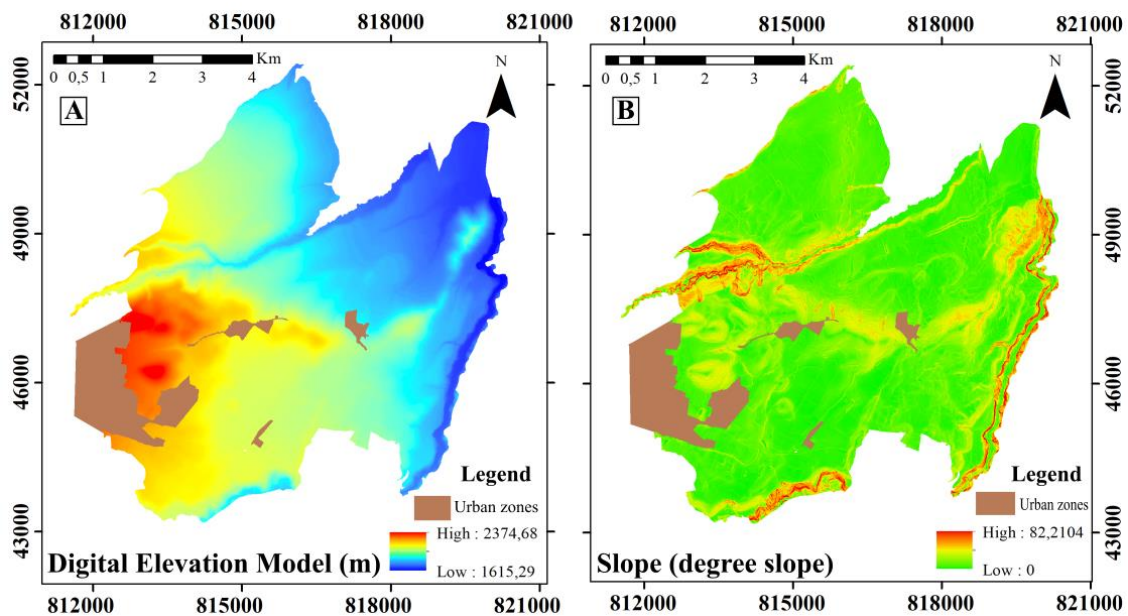 812000 815000 818000 821000
Km
0 0,5 1 2 3 4
N
A
52000
49000
46000
43000
Legend
Urban zones
High : 2374,68
Low : 1615,29
Digital Elevation Model (m)
812000 815000 818000 821000
812000 815000 818000 821000
Km
0 0,5 1 2 3 4
N
B
52000
49000
46000
43000
Legend
Urban zones
High : 82,2104
Low : 0
Slope (degree slope)
812000 815000 818000 821000